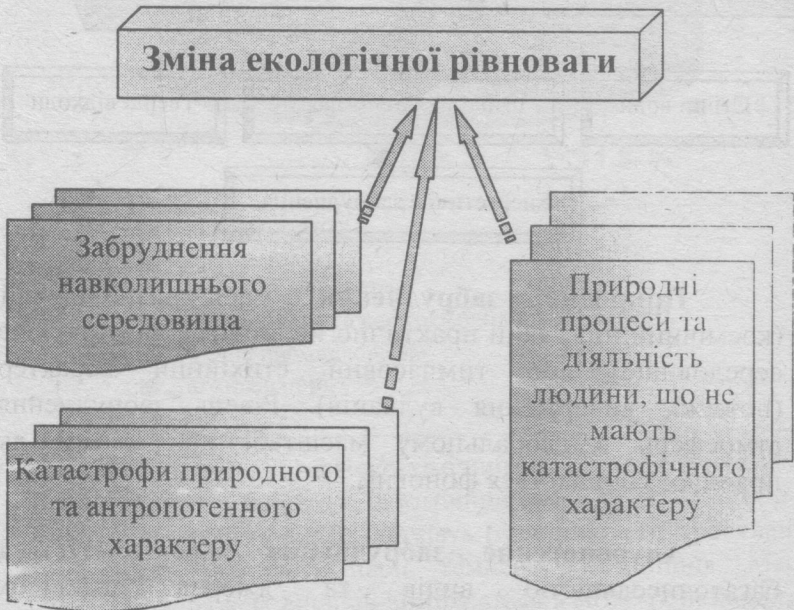 Зміна екологічної рівноваги
Забруднення
навколишнього
середовища
Катастрофи природного
та антропогенного
характеру
Природні
процеси та
діяльність
людини, що не
мають
катастрофічного
характеру